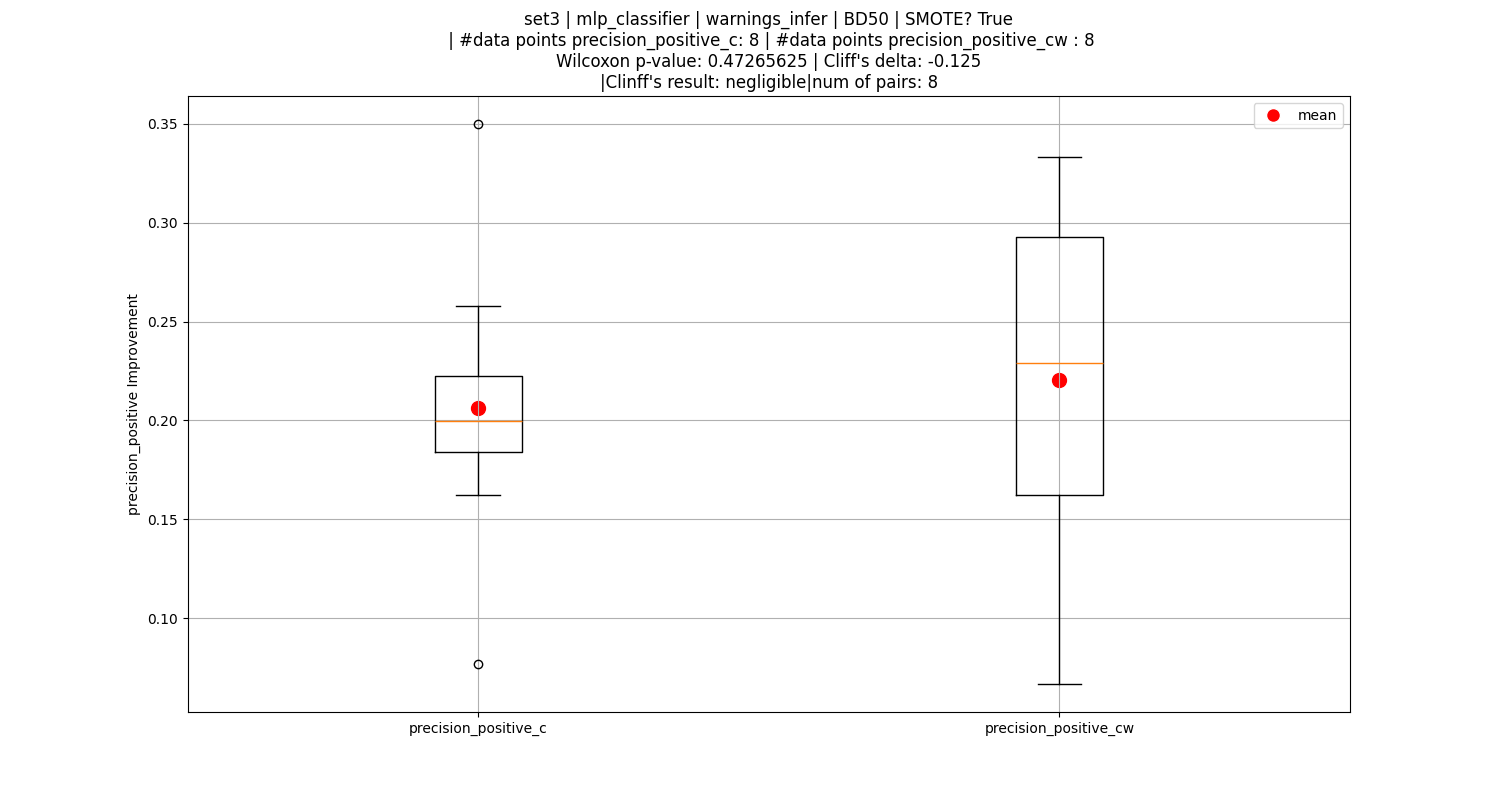 set3 | mlp_classifier | warnings_infer | BD50 | SMOTE? True
| #data points precision_positive_c: 8 | #data points precision_positive_cw : 8
Wilcoxon p-value: 0.47265625 | Cliff's delta: -0.125
|Clinff's result: negligible|num of pairs: 8
mean
0.35
0.30
0.25
0.20
0.15
0.10
precision_positive Improvement
precision_positive_c
precision_positive_cw